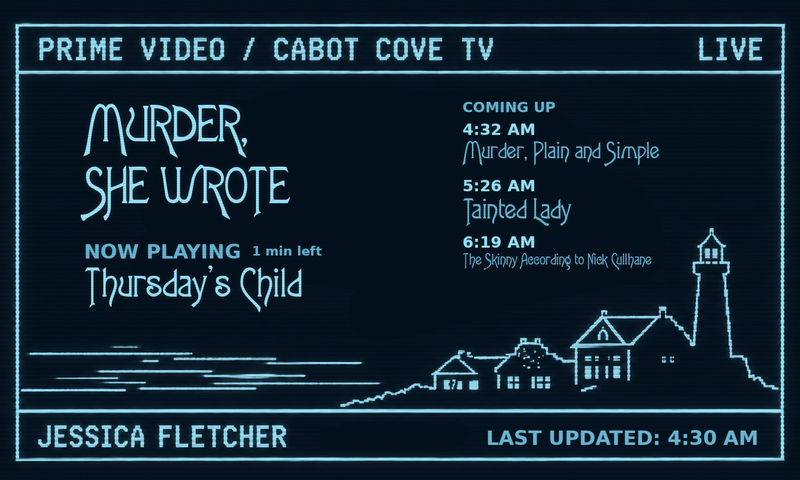 PRIME VIDEO / CABOT COVE TV
LIVE
MURDER,
SHE WROTE
NOW PLAYING 1 min left
Thursday's Child
COMING UP
4:32 AM
Murder, Plain and Simple
5:26 AM
Tainted Lady
6:19 AM
The Skinny According to Nick Cullhane
JESSICA FLETCHER
LAST UPDATED: 4:30 AM